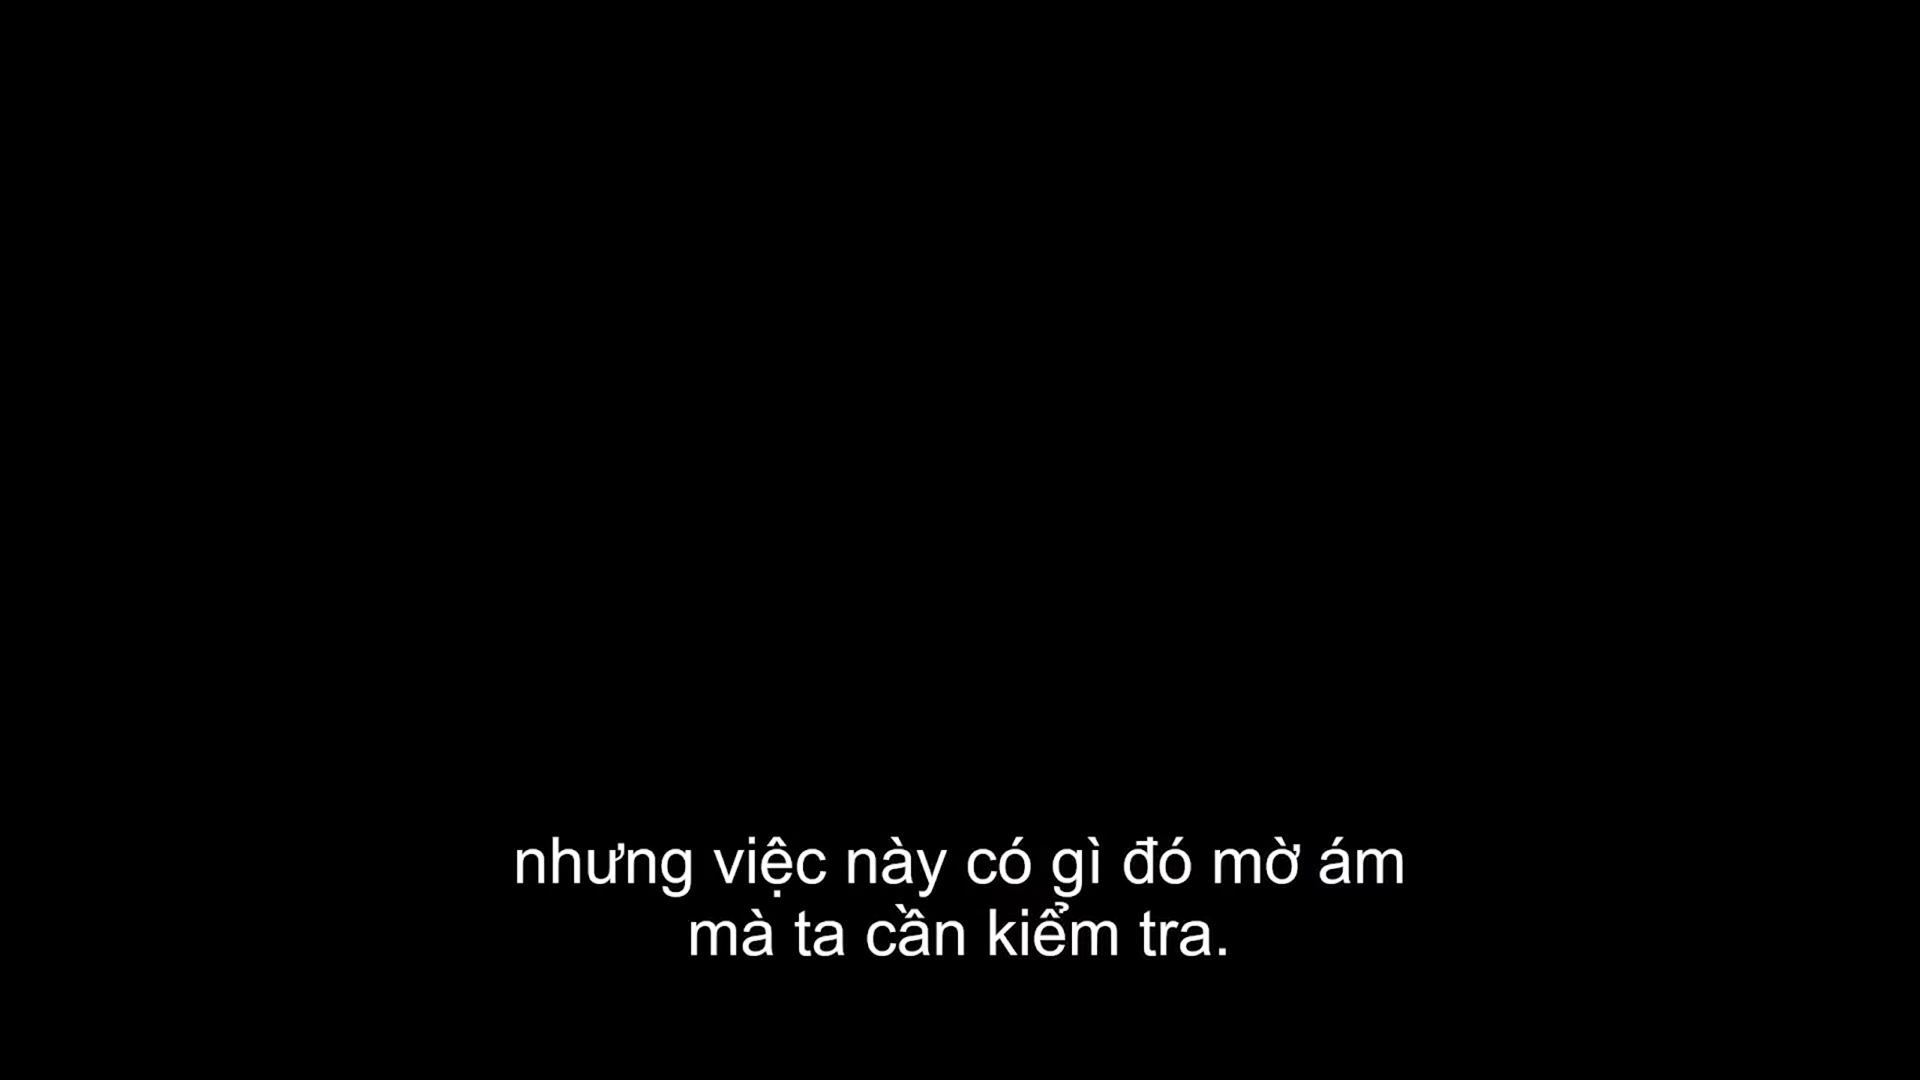 nhưng việc này có gì đó mờ ám
mà ta cần kiểm tra.